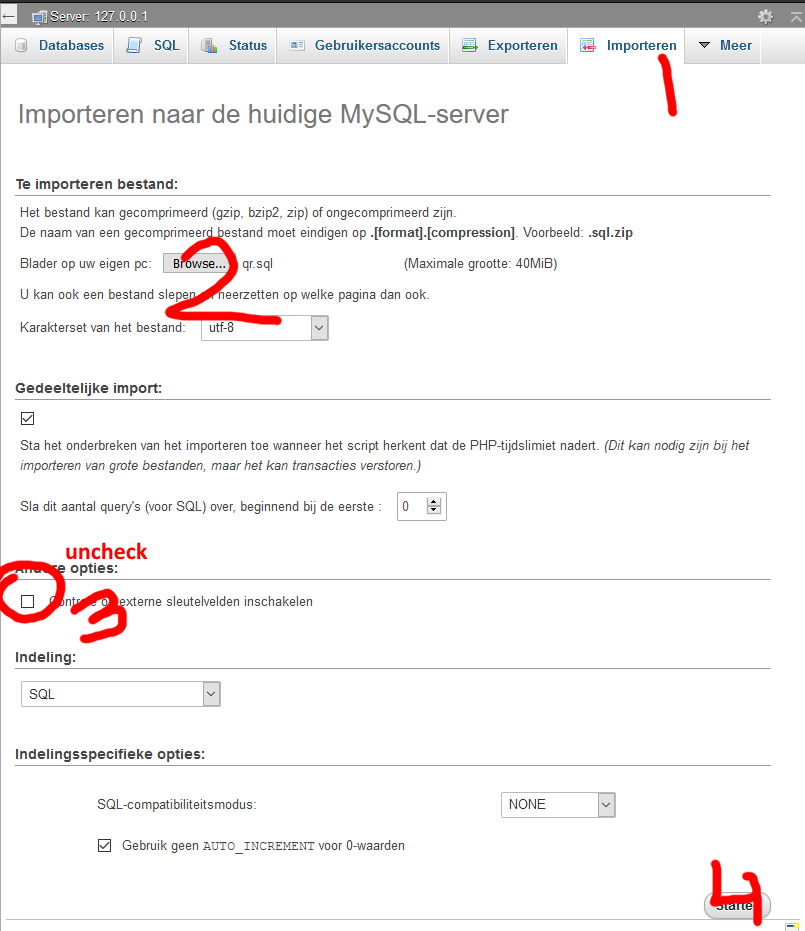 Server: 127.0.0.1
Databases SQL Status Gebruikersaccounts Exporteren Importeren Meer
1
Importeren naar de huidige MySQL-server
Te importeren bestand:
Het bestand kan gecomprimeerd (gzip, bzip2, zip) of ongecomprimeerd zijn.
De naam van een gecomprimeerd bestand moet eindigen op .[format].[compression]. Voorbeeld: .sql.zip
Blader op uw eigen pc: Browse... qr.sql (Maximale grootte: 40MiB)
2
U kan ook een bestand slepen en neerzetten op welke pagina dan ook.
Karakterset van het bestand: utf-8
Gedeeltelijke import:
Sta het onderbreken van het importeren toe wanneer het script herkent dat de PHP-tijdslimiet nadert. (Dit kan nodig zijn bij het
importeren van grote bestanden, maar het kan transacties verstoren.)
Sla dit aantal query's (voor SQL) over, beginnend bij de eerste : 0
uncheck
Andere opties:
Controle op externe sleutelvelden inschakelen
3
Indeling:
SQL
Indelingsspecifieke opties:
SQL-compatibiliteitsmodus: NONE
Gebruik geen AUTO_INCREMENT voor 0-waarden
4
Starten